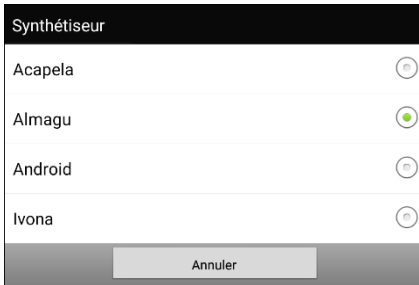 Synthétiseur
Acapela
Almagu
Android
Ivona
Annuler